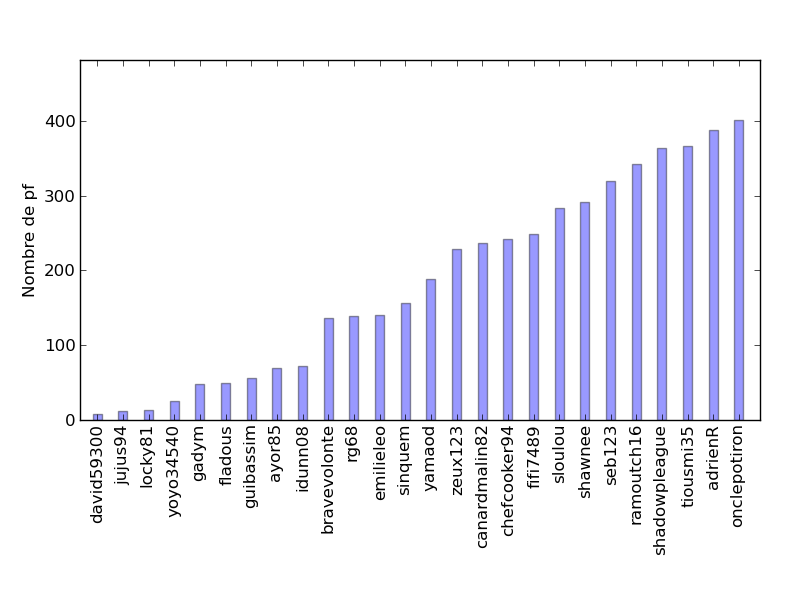 Nombre de pf
400
300
200
100
0
david59300
jujus94
locky81
yoyo34540
gadym
fladous
guibassim
ayor85
idunn08
bravevolonte
rg68
emilieleo
sinquem
yamaod
zeux123
canardmalin82
chefcooker94
fifi7489
sloulou
shawnee
seb123
ramoutch16
shadowpleague
tiousmi35
adrienR
onclepotiron